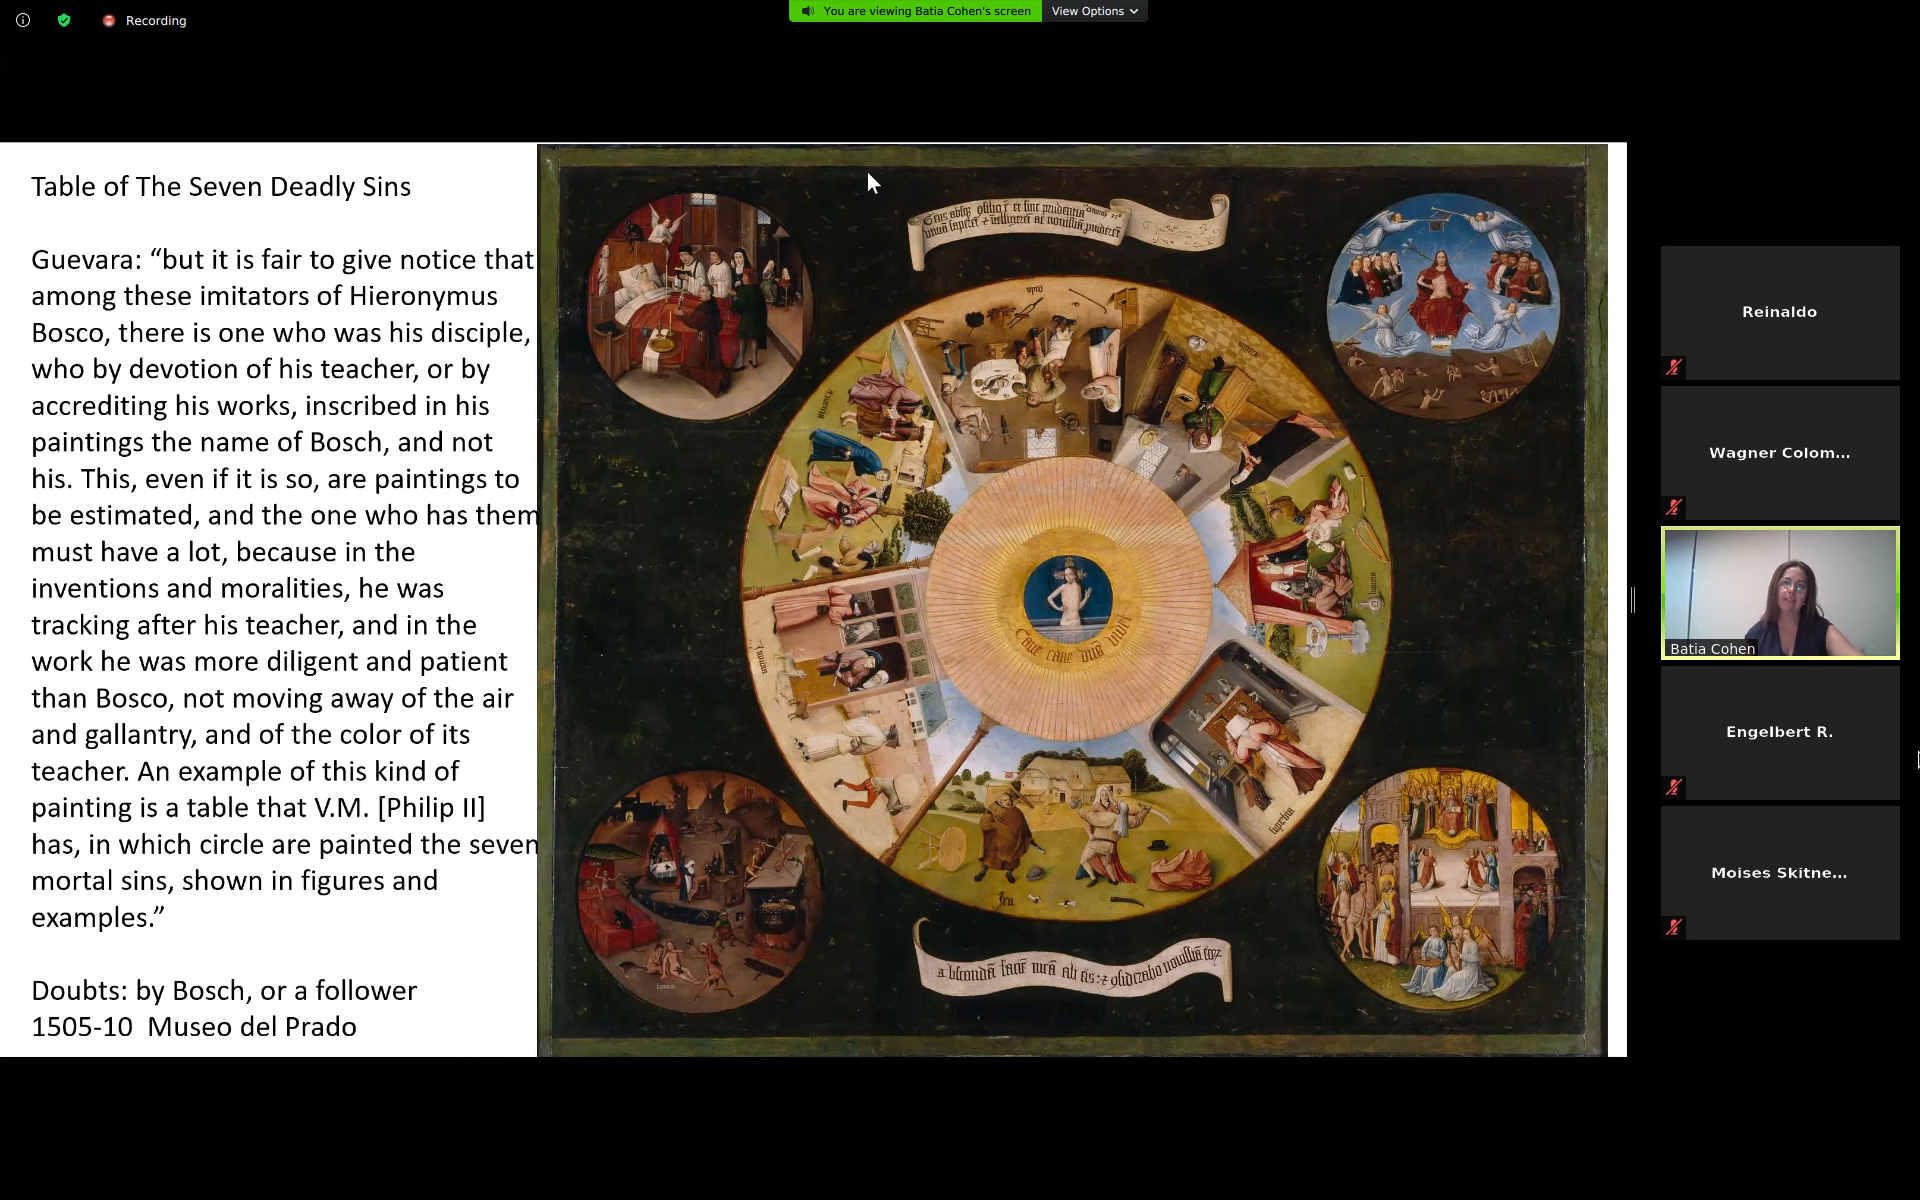 Recording
You are viewing Batia Cohen's screen
View Options
Table of The Seven Deadly Sins
Guevara: “but it is fair to give notice that
among these imitators of Hieronymus
Bosco, there is one who was his disciple,
who by devotion of his teacher, or by
accrediting his works, inscribed in his
paintings the name of Bosch, and not
his. This, even if it is so, are paintings to
be estimated, and the one who has them
must have a lot, because in the
inventions and moralities, he was
tracking after his teacher, and in the
work he was more diligent and patient
than Bosco, not moving away of the air
and gallantry, and of the color of its
teacher. An example of this kind of
painting is a table that V.M. [Philip II]
has, in which circle are painted the seven
mortal sins, shown in figures and
examples.”
Doubts: by Bosch, or a follower
1505-10 Museo del Prado
Cave cave
Ira
superbia
Reinaldo
Wagner Colom...
Batia Cohen
Engelbert R.
Moises Skitne...